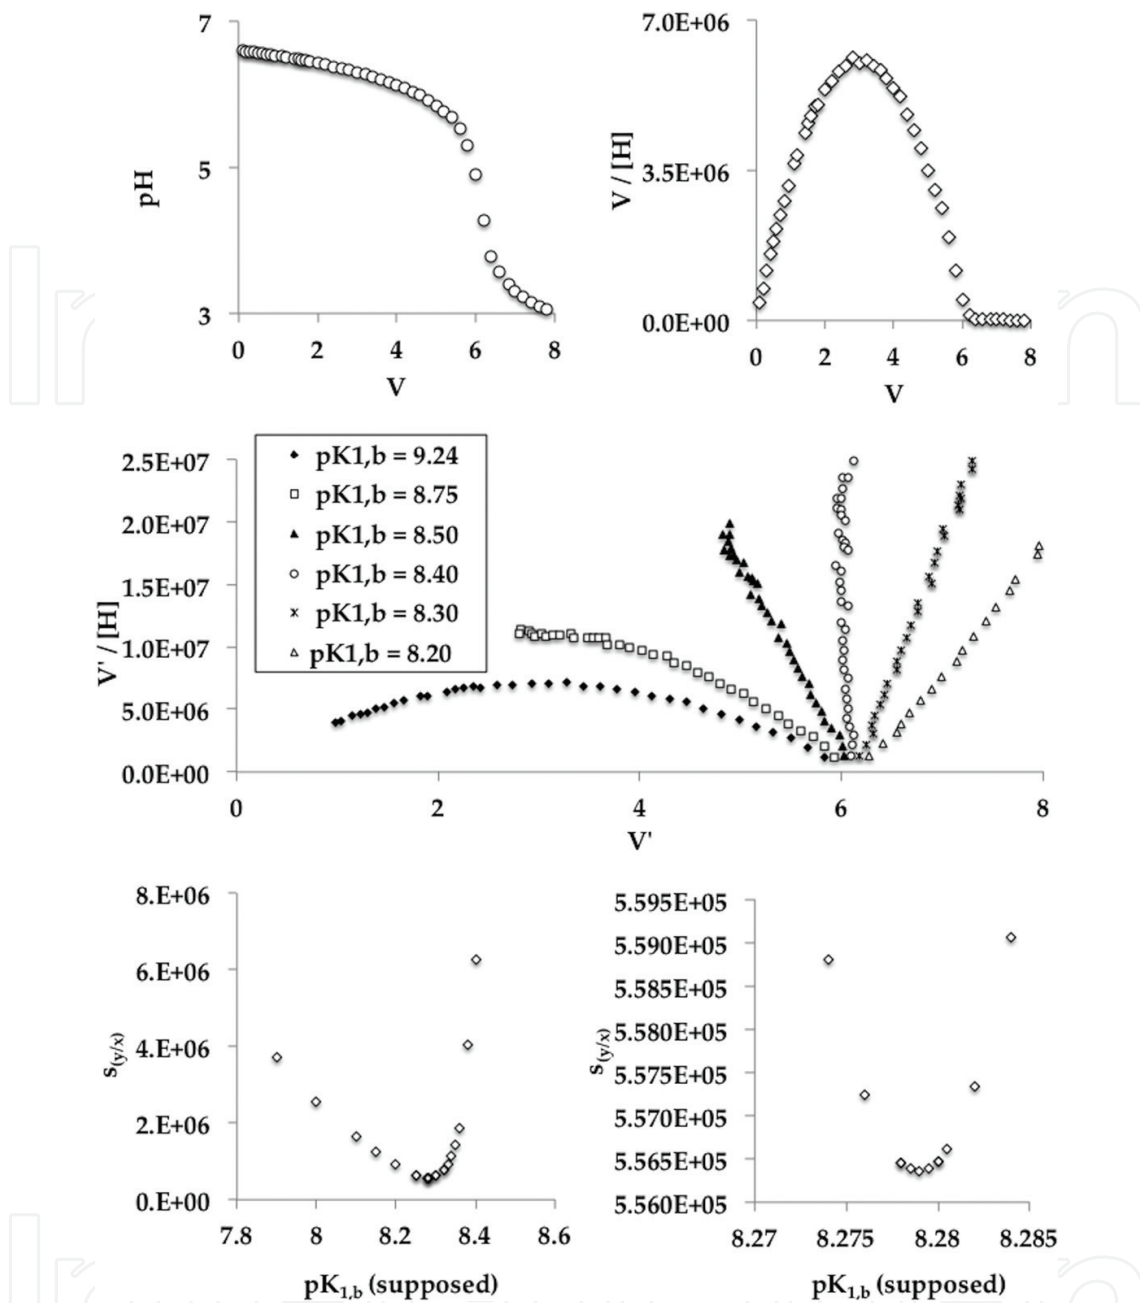 7
5
3
pH
0 2 4 6 8
V
7.0E+06
3.5E+06
0.0E+00
V / [H]
0 2 4 6 8
V
2.5E+07
2.0E+07
1.5E+07
1.0E+07
5.0E+06
0.0E+00
V' / [H]
pK1,b = 9.24
pK1,b = 8.75
pK1,b = 8.50
pK1,b = 8.40
pK1,b = 8.30
pK1,b = 8.20
0 2 4 6 8
V'
8.E+06
6.E+06
4.E+06
2.E+06
0.E+00
s(y/x)
7.8 8 8.2 8.4 8.6
pK1,b (supposed)
5.595E+05
5.590E+05
5.585E+05
5.580E+05
5.575E+05
5.570E+05
5.565E+05
5.560E+05
s(y/x)
8.27 8.275 8.28 8.285
pK1,b (supposed)